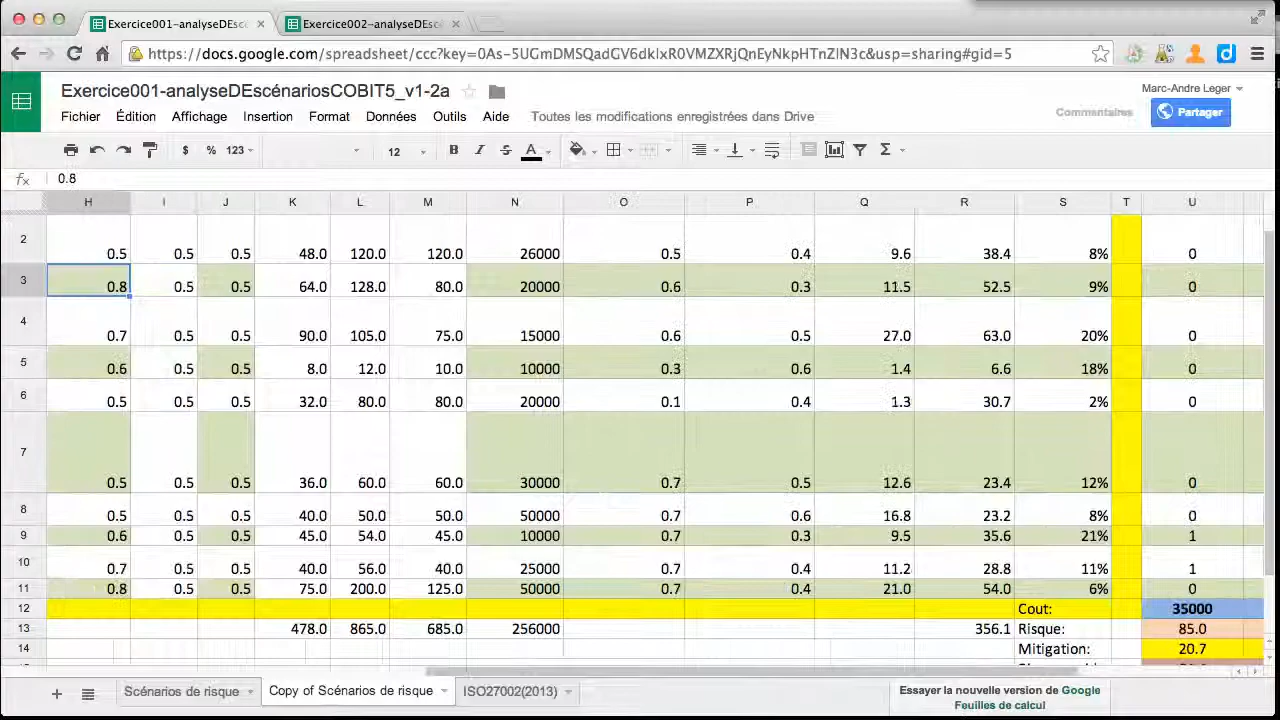 Exercice001-analyseDEscé
Exercice002-analyseDEscé
https://docs.google.com/spreadsheet/ccc?key=0As-5UGmDMSQadGV6dklxR0VMZXRJQnEyNkpHTnZlN3c&usp=sharing#gid=5
Exercice001-analyseDEscénariosCOBIT5_v1-2a
Marc-Andre Leger
Fichier Édition Affichage Insertion Format Données Outils Aide Toutes les modifications enregistrées dans Drive
Commentaires Partager
$ % 123 12 B I S A Σ
fx 0.8
H I J K L M N O P Q R S T U
2 0.5 0.5 0.5 48.0 120.0 120.0 26000 0.5 0.4 9.6 38.4 8% 0
3 0.8 0.5 0.5 64.0 128.0 80.0 20000 0.6 0.3 11.5 52.5 9% 0
4 0.7 0.5 0.5 90.0 105.0 75.0 15000 0.6 0.5 27.0 63.0 20% 0
5 0.6 0.5 0.5 8.0 12.0 10.0 10000 0.3 0.6 1.4 6.6 18% 0
6 0.5 0.5 0.5 32.0 80.0 80.0 20000 0.1 0.4 1.3 30.7 2% 0
7 0.5 0.5 0.5 36.0 60.0 60.0 30000 0.7 0.5 12.6 23.4 12% 0
8 0.5 0.5 0.5 40.0 50.0 50.0 50000 0.7 0.6 16.8 23.2 8% 0
9 0.6 0.5 0.5 45.0 54.0 45.0 10000 0.7 0.3 9.5 35.6 21% 1
10 0.7 0.5 0.5 40.0 56.0 40.0 25000 0.7 0.4 11.2 28.8 11% 1
11 0.8 0.5 0.5 75.0 200.0 125.0 50000 0.7 0.4 21.0 54.0 6% 0
12 Cout: 35000
13 478.0 865.0 685.0 256000 356.1 Risque: 85.0
14 Mitigation: 20.7
Scénarios de risque Copy of Scénarios de risque ISO27002(2013)
Essayer la nouvelle version de Google
Feuilles de calcul